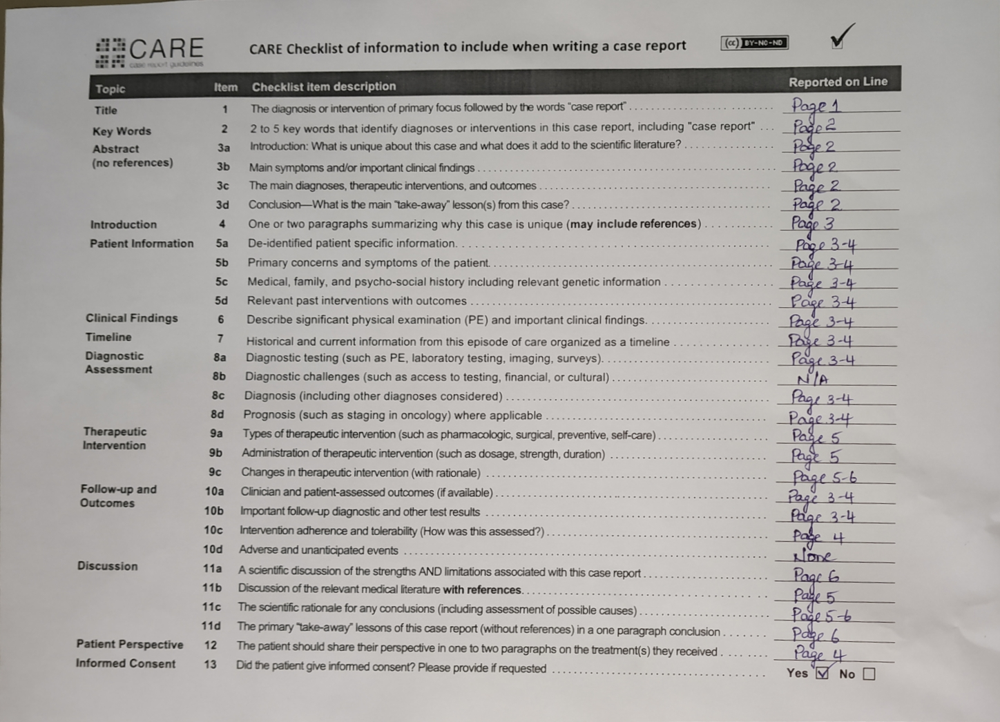 CARE
case report guidelines
CARE Checklist of information to include when writing a case report
(cc) BY-NC-ND
Topic Item Checklist item description Reported on Line
Title 1 The diagnosis or intervention of primary focus followed by the words "case report" Page 1
Key Words 2 2 to 5 key words that identify diagnoses or interventions in this case report, including "case report" Page 2
Abstract 3a Introduction: What is unique about this case and what does it add to the scientific literature? Page 2
(no references)
3b Main symptoms and/or important clinical findings Page 2
3c The main diagnoses, therapeutic interventions, and outcomes Page 2
3d Conclusion—What is the main "take-away" lesson(s) from this case? Page 2
Introduction 4 One or two paragraphs summarizing why this case is unique (may include references) Page 3
Patient Information 5a De-identified patient specific information. Page 3-4
5b Primary concerns and symptoms of the patient. Page 3-4
5c Medical, family, and psycho-social history including relevant genetic information Page 3-4
5d Relevant past interventions with outcomes Page 3-4
Clinical Findings 6 Describe significant physical examination (PE) and important clinical findings. Page 3-4
Timeline 7 Historical and current information from this episode of care organized as a timeline Page 3-4
Diagnostic 8a Diagnostic testing (such as PE, laboratory testing, imaging, surveys). Page 3-4
Assessment
8b Diagnostic challenges (such as access to testing, financial, or cultural) N/A
8c Diagnosis (including other diagnoses considered) Page 3-4
8d Prognosis (such as staging in oncology) where applicable Page 3-4
Therapeutic 9a Types of therapeutic intervention (such as pharmacologic, surgical, preventive, self-care) Page 5
Intervention
9b Administration of therapeutic intervention (such as dosage, strength, duration) Page 5
9c Changes in therapeutic intervention (with rationale) Page 5-6
Follow-up and 10a Clinician and patient-assessed outcomes (if available) Page 3-4
Outcomes
10b Important follow-up diagnostic and other test results Page 3-4
10c Intervention adherence and tolerability (How was this assessed?) Page 4
10d Adverse and unanticipated events None
Discussion 11a A scientific discussion of the strengths AND limitations associated with this case report Page 6
11b Discussion of the relevant medical literature with references. Page 5
11c The scientific rationale for any conclusions (including assessment of possible causes) Page 5-6
11d The primary "take-away" lessons of this case report (without references) in a one paragraph conclusion Page 6
Patient Perspective 12 The patient should share their perspective in one to two paragraphs on the treatment(s) they received Page 4
Informed Consent 13 Did the patient give informed consent? Please provide if requested Yes No